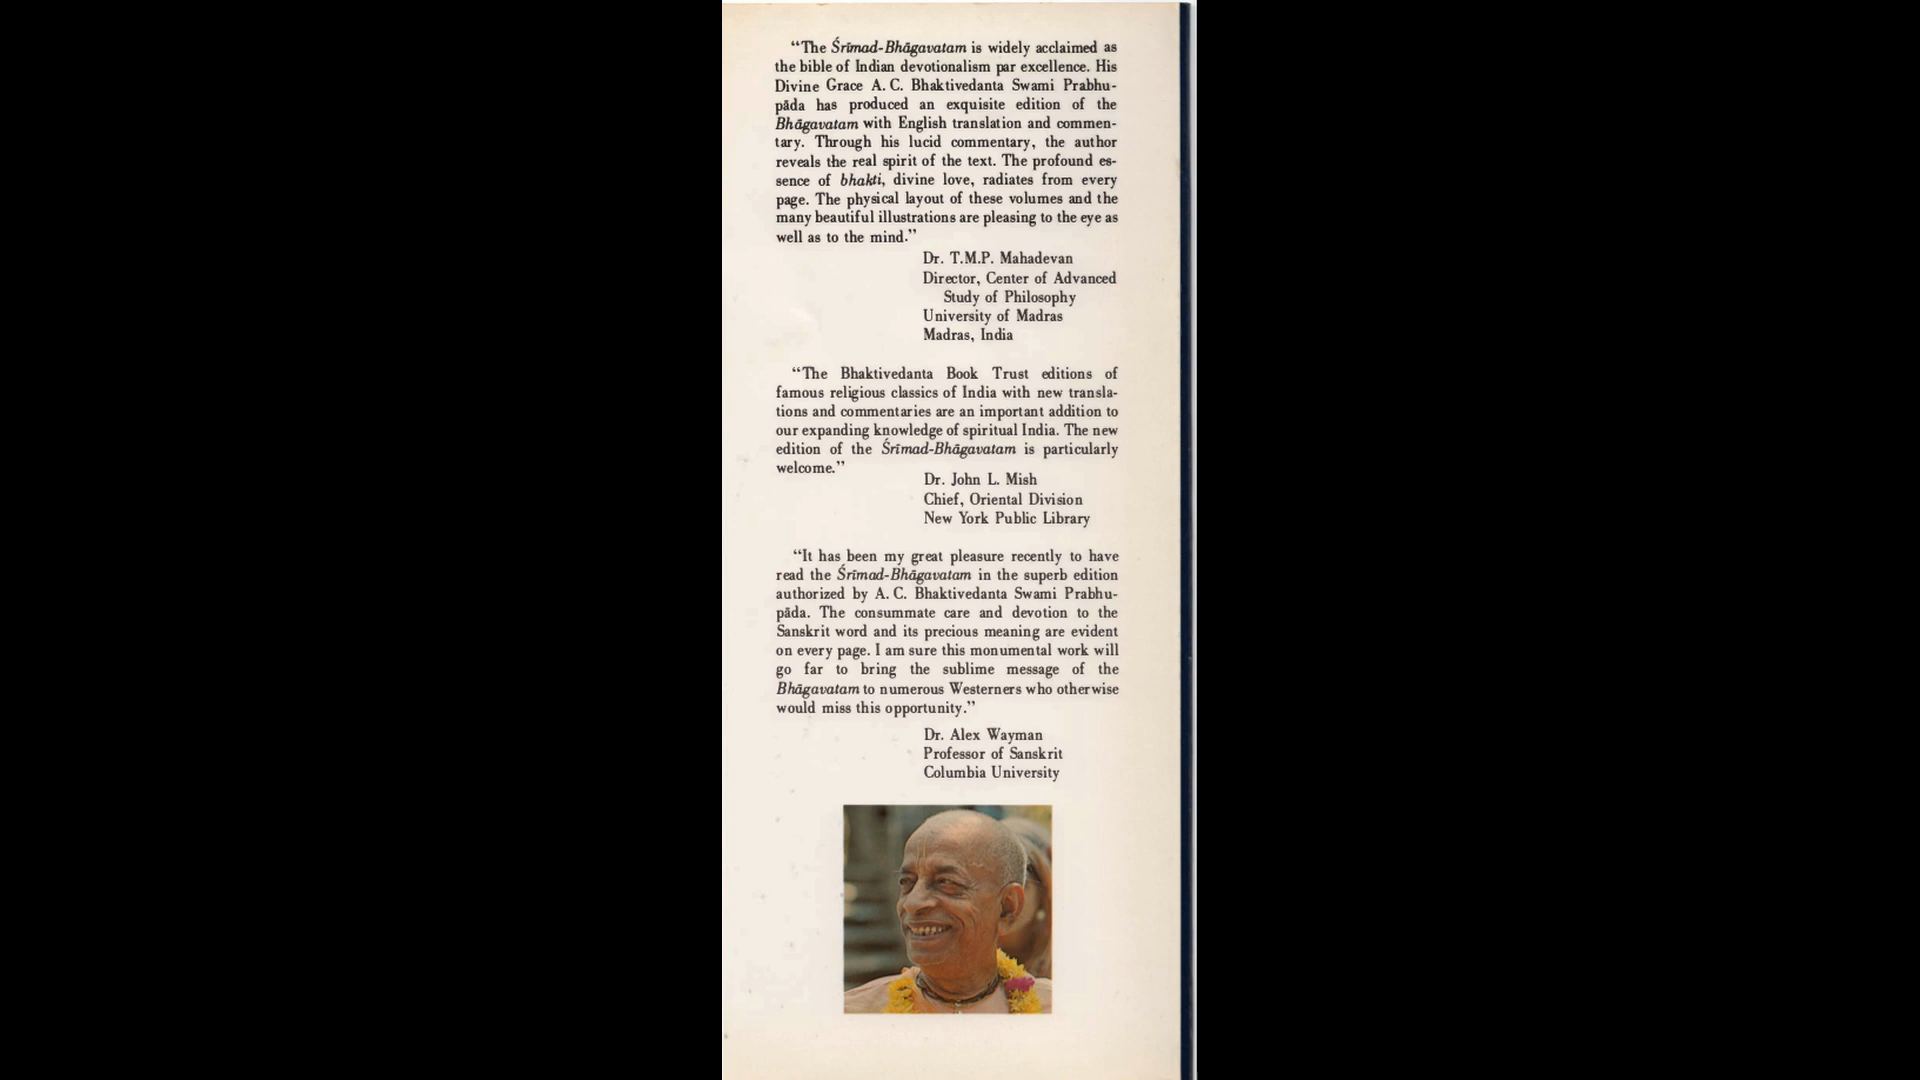 “The Śrīmad-Bhāgavatam is widely acclaimed as
the bible of Indian devotionalism par excellence. His
Divine Grace A. C. Bhaktivedanta Swami Prabhu-
pāda has produced an exquisite edition of the
Bhāgavatam with English translation and commen-
tary. Through his lucid commentary, the author
reveals the real spirit of the text. The profound es-
sence of bhakti, divine love, radiates from every
page. The physical layout of these volumes and the
many beautiful illustrations are pleasing to the eye as
well as to the mind.”
Dr. T.M.P. Mahadevan
Director, Center of Advanced
Study of Philosophy
University of Madras
Madras, India
“The Bhaktivedanta Book Trust editions of
famous religious classics of India with new transla-
tions and commentaries are an important addition to
our expanding knowledge of spiritual India. The new
edition of the Śrīmad-Bhāgavatam is particularly
welcome.”
Dr. John L. Mish
Chief, Oriental Division
New York Public Library
“It has been my great pleasure recently to have
read the Śrīmad-Bhāgavatam in the superb edition
authorized by A. C. Bhaktivedanta Swami Prabhu-
pāda. The consummate care and devotion to the
Sanskrit word and its precious meaning are evident
on every page. I am sure this monumental work will
go far to bring the sublime message of the
Bhāgavatam to numerous Westerners who otherwise
would miss this opportunity.”
Dr. Alex Wayman
Professor of Sanskrit
Columbia University